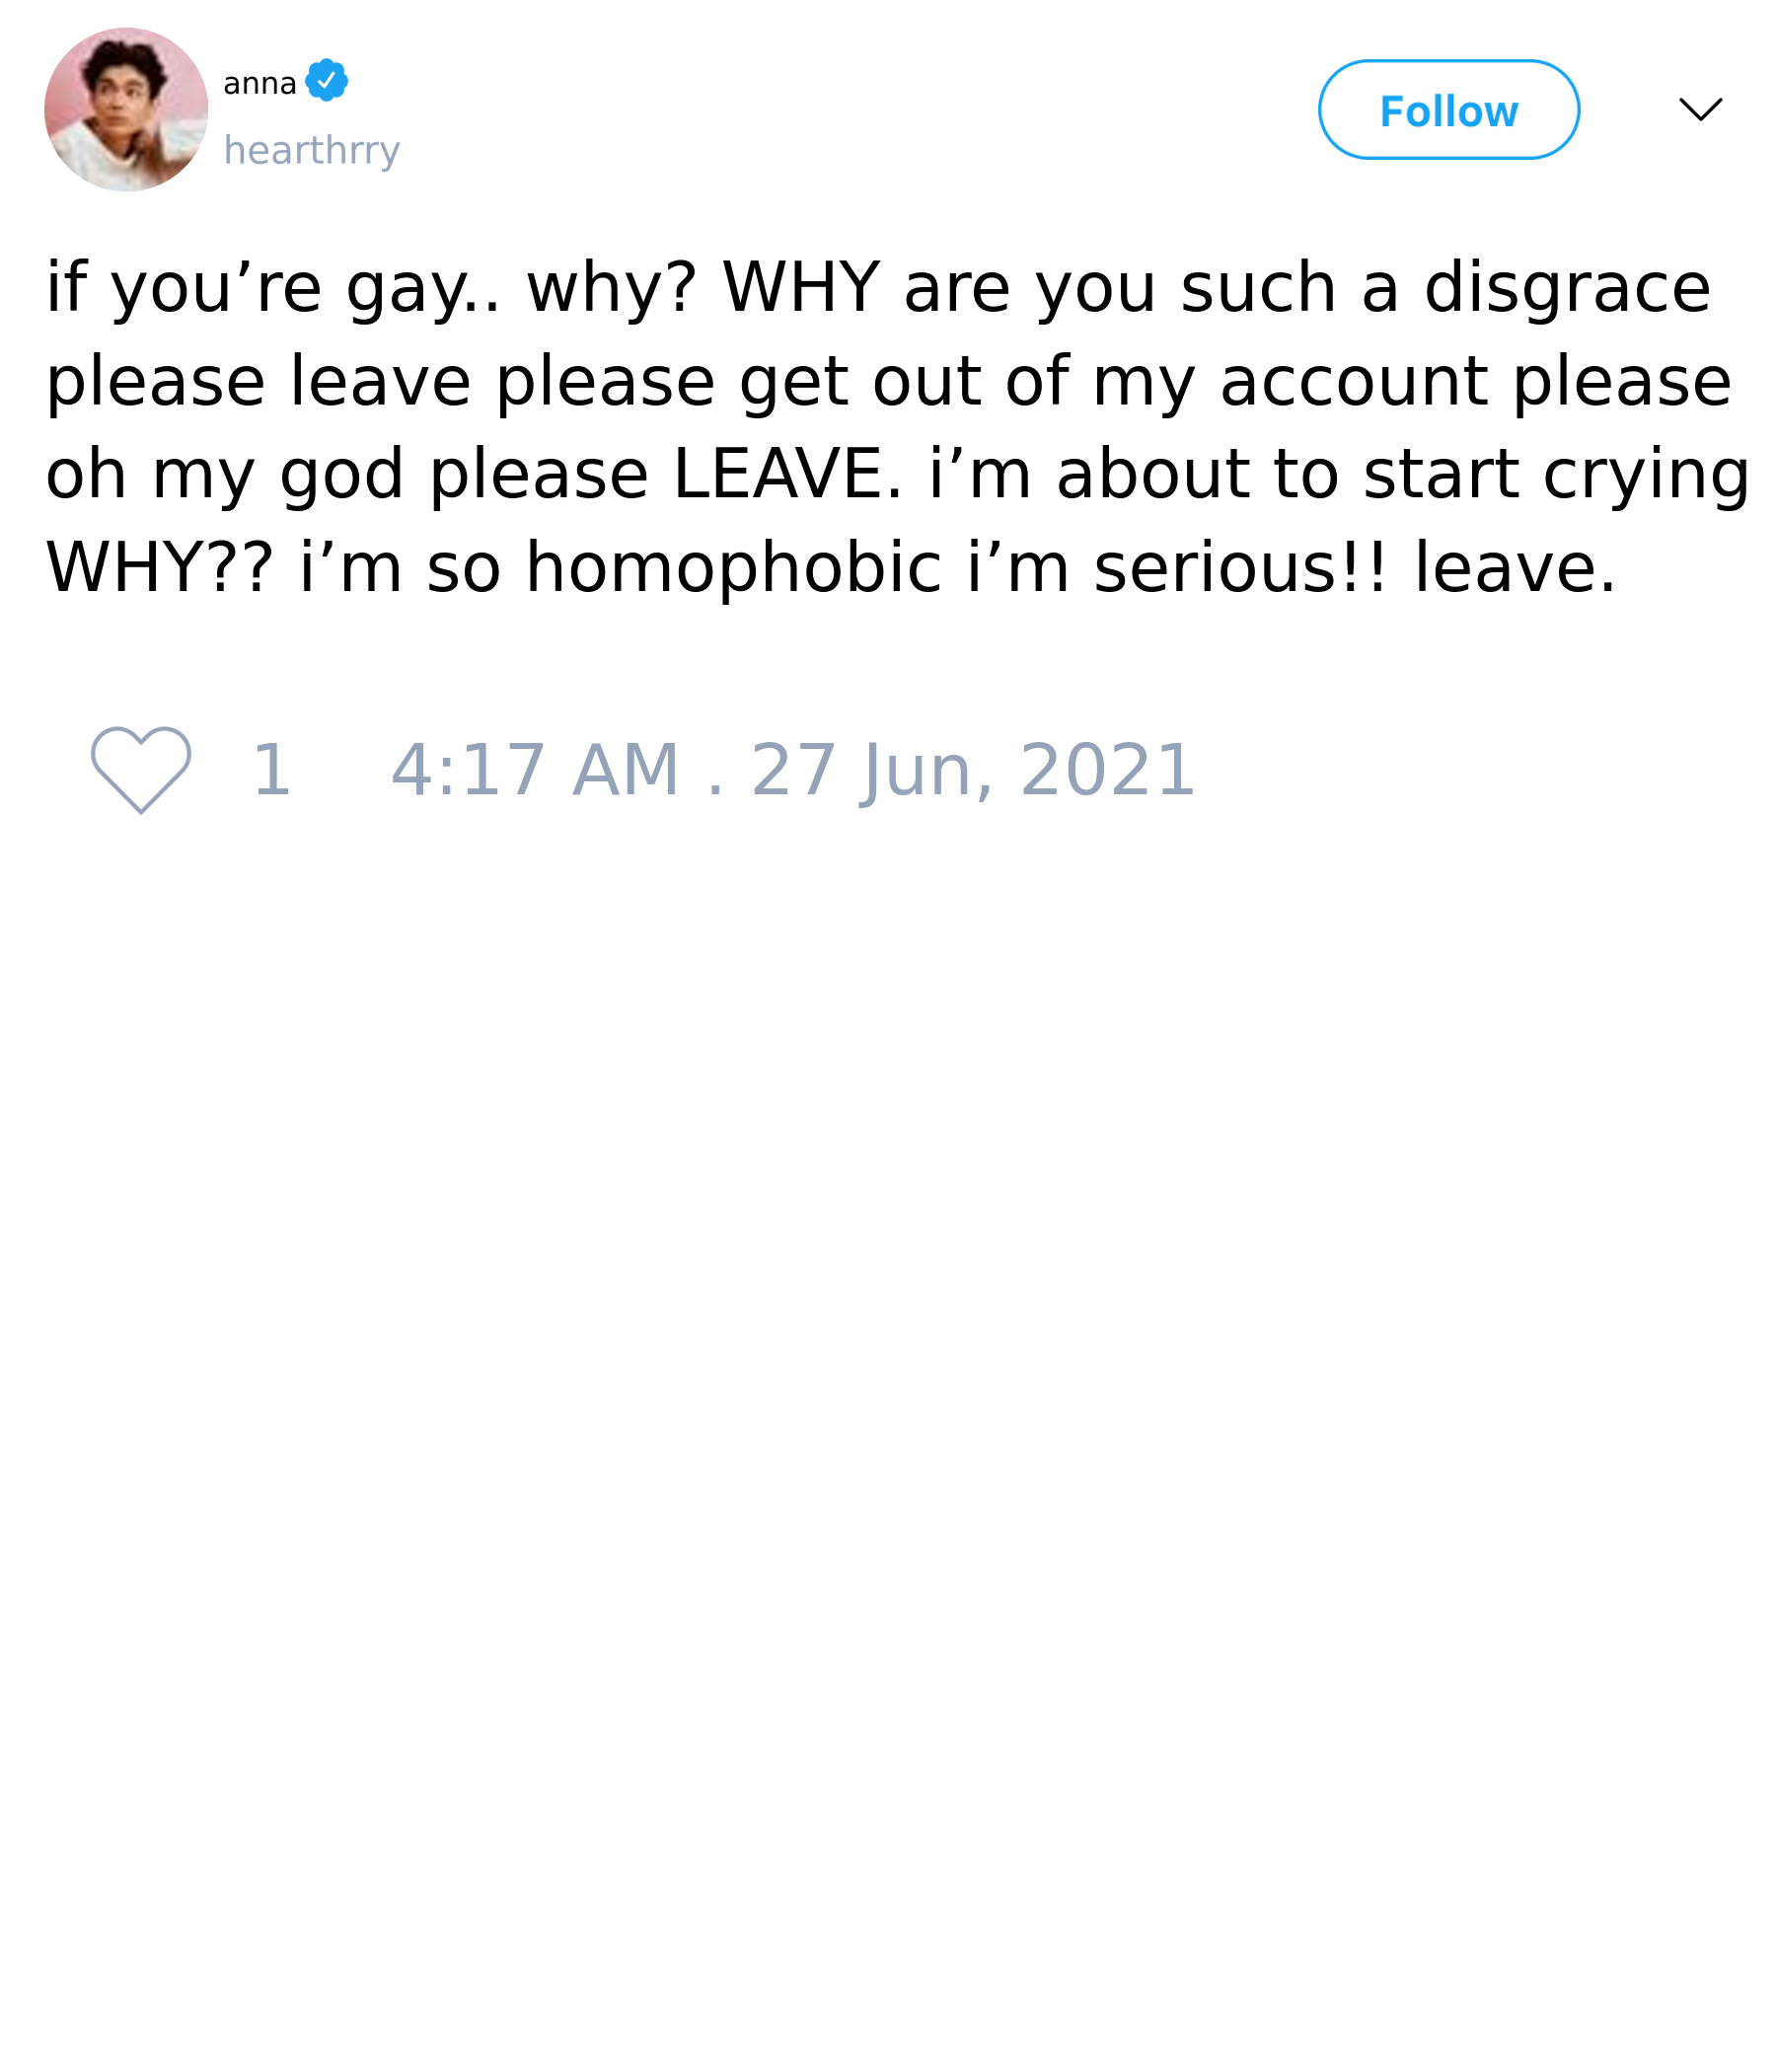 anna
hearthrry
Follow
if you’re gay.. why? WHY are you such a disgrace
please leave please get out of my account please
oh my god please LEAVE. i’m about to start crying
WHY?? i’m so homophobic i’m serious!! leave.
1 4:17 AM . 27 Jun, 2021